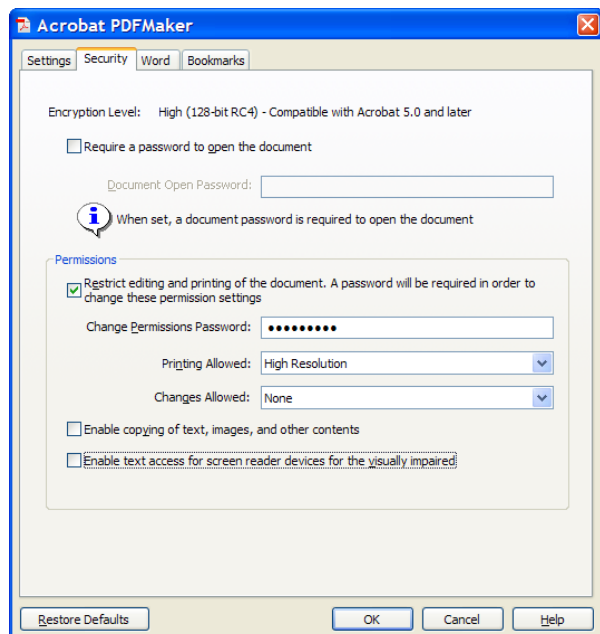 Acrobat PDFMaker
Settings Security Word Bookmarks
Encryption Level: High (128-bit RC4) - Compatible with Acrobat 5.0 and later
Require a password to open the document
Document Open Password:
When set, a document password is required to open the document
Permissions
Restrict editing and printing of the document. A password will be required in order to
change these permission settings
Change Permissions Password: •••••••••
Printing Allowed: High Resolution
Changes Allowed: None
Enable copying of text, images, and other contents
Enable text access for screen reader devices for the visually impaired
Restore Defaults OK Cancel Help